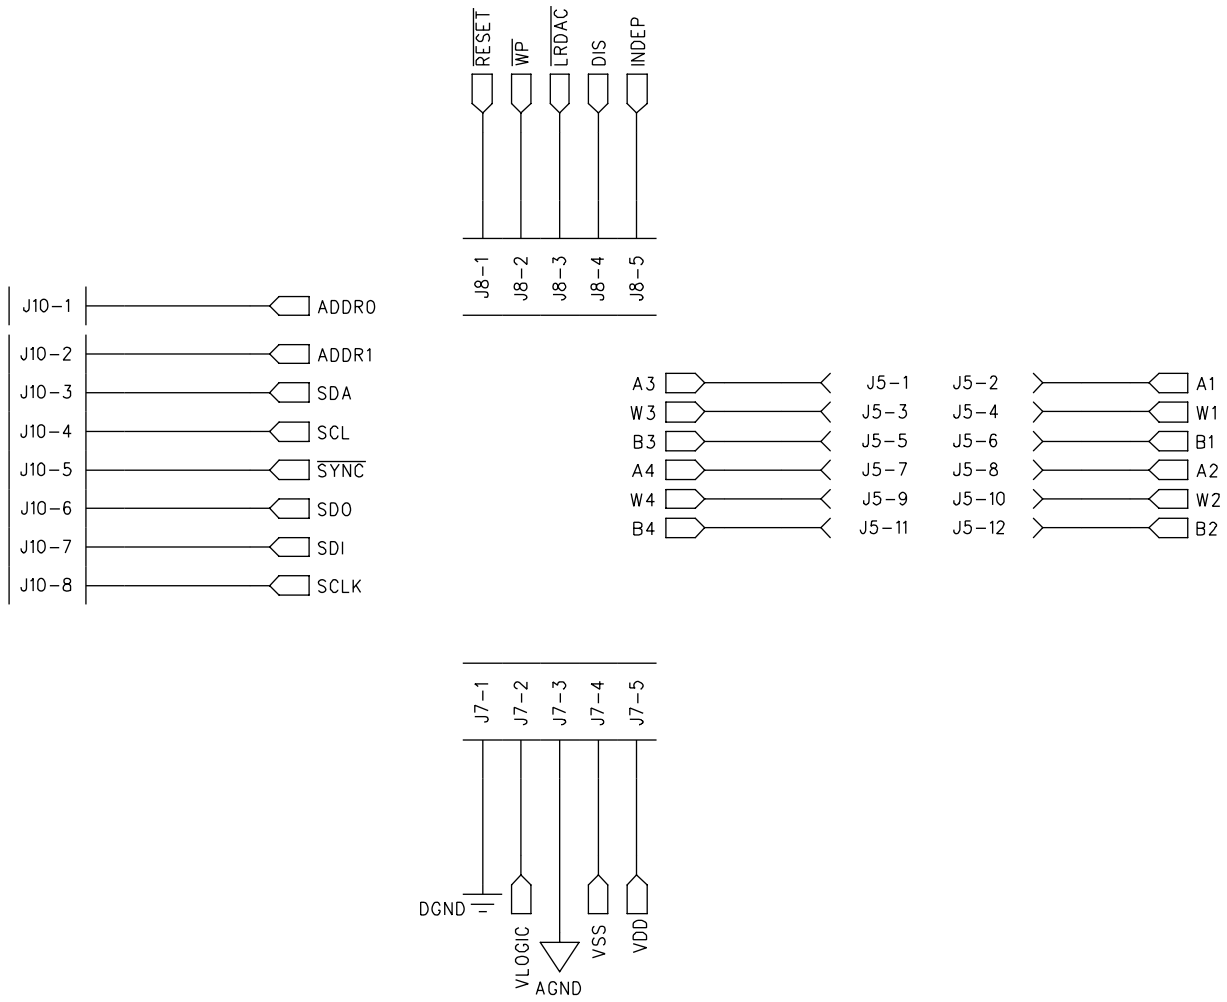 RESET
WP
LRDAC
DIS
INDEP
J8-1
J8-2
J8-3
J8-4
J8-5
J10-1 ADDR0
J10-2 ADDR1
J10-3 SDA
J10-4 SCL
J10-5 SYNC
J10-6 SDO
J10-7 SDI
J10-8 SCLK
A3 J5-1 J5-2 A1
W3 J5-3 J5-4 W1
B3 J5-5 J5-6 B1
A4 J5-7 J5-8 A2
W4 J5-9 J5-10 W2
B4 J5-11 J5-12 B2
J7-1
J7-2
J7-3
J7-4
J7-5
DGND
VLOGIC
AGND
VSS
VDD